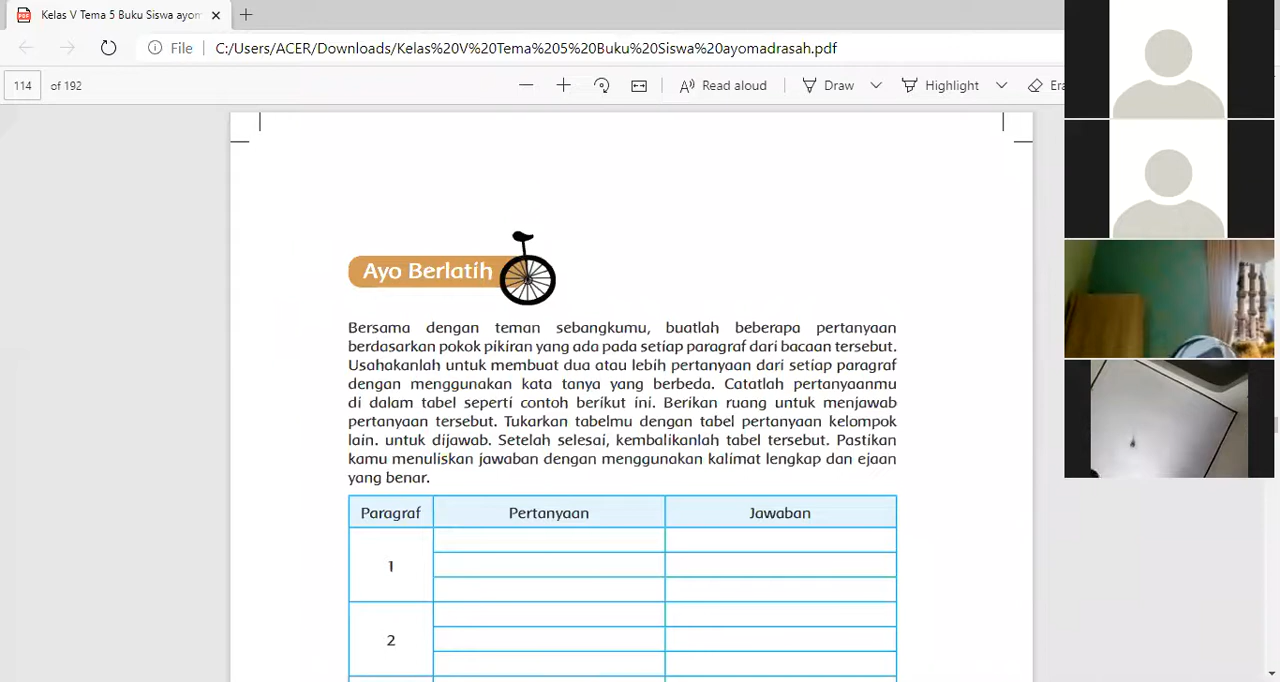 Kelas V Tema 5 Buku Siswa ayom
File C:/Users/ACER/Downloads/Kelas%20V%20Tema%205%20Buku%20Siswa%20ayomadrasah.pdf
114 of 192 Read aloud Draw Highlight Era
Ayo Berlatih
Bersama dengan teman sebangkumu, buatlah beberapa pertanyaan
berdasarkan pokok pikiran yang ada pada setiap paragraf dari bacaan tersebut.
Usahakanlah untuk membuat dua atau lebih pertanyaan dari setiap paragraf
dengan menggunakan kata tanya yang berbeda. Catatlah pertanyaanmu
di dalam tabel seperti contoh berikut ini. Berikan ruang untuk menjawab
pertanyaan tersebut. Tukarkan tabelmu dengan tabel pertanyaan kelompok
lain. untuk dijawab. Setelah selesai, kembalikanlah tabel tersebut. Pastikan
kamu menuliskan jawaban dengan menggunakan kalimat lengkap dan ejaan
yang benar.
Paragraf Pertanyaan Jawaban
1
2